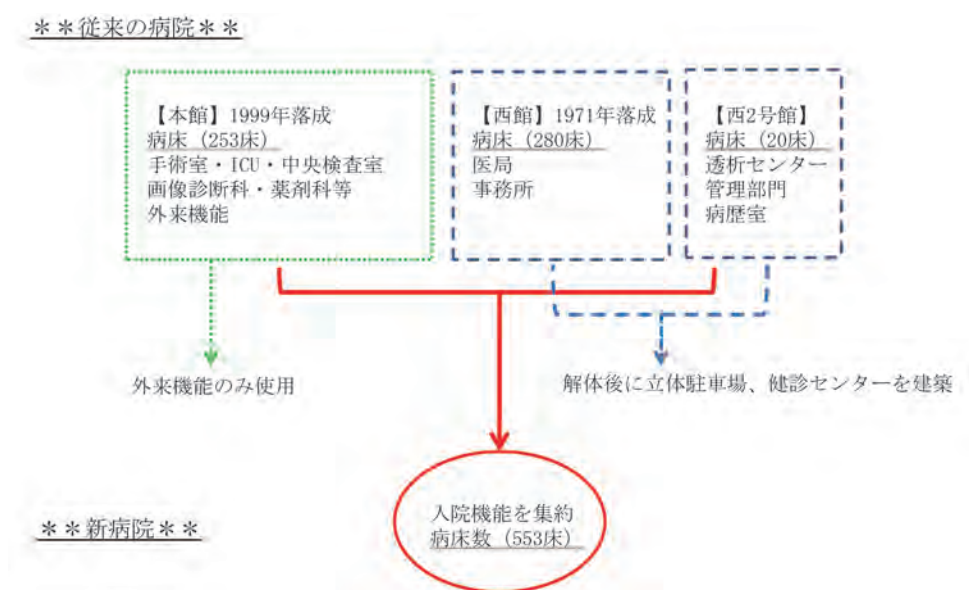 ＊＊従来の病院＊＊
【本館】1999年落成
病床（253床）
手術室・ICU・中央検査室
画像診断科・薬剤科等
外来機能
【西館】1971年落成
病床（280床）
医局
事務所
【西2号館】
病床（20床）
透析センター
管理部門
病歴室
外来機能のみ使用
解体後に立体駐車場、健診センターを建築
入院機能を集約
病床数（553床）
＊＊新病院＊＊